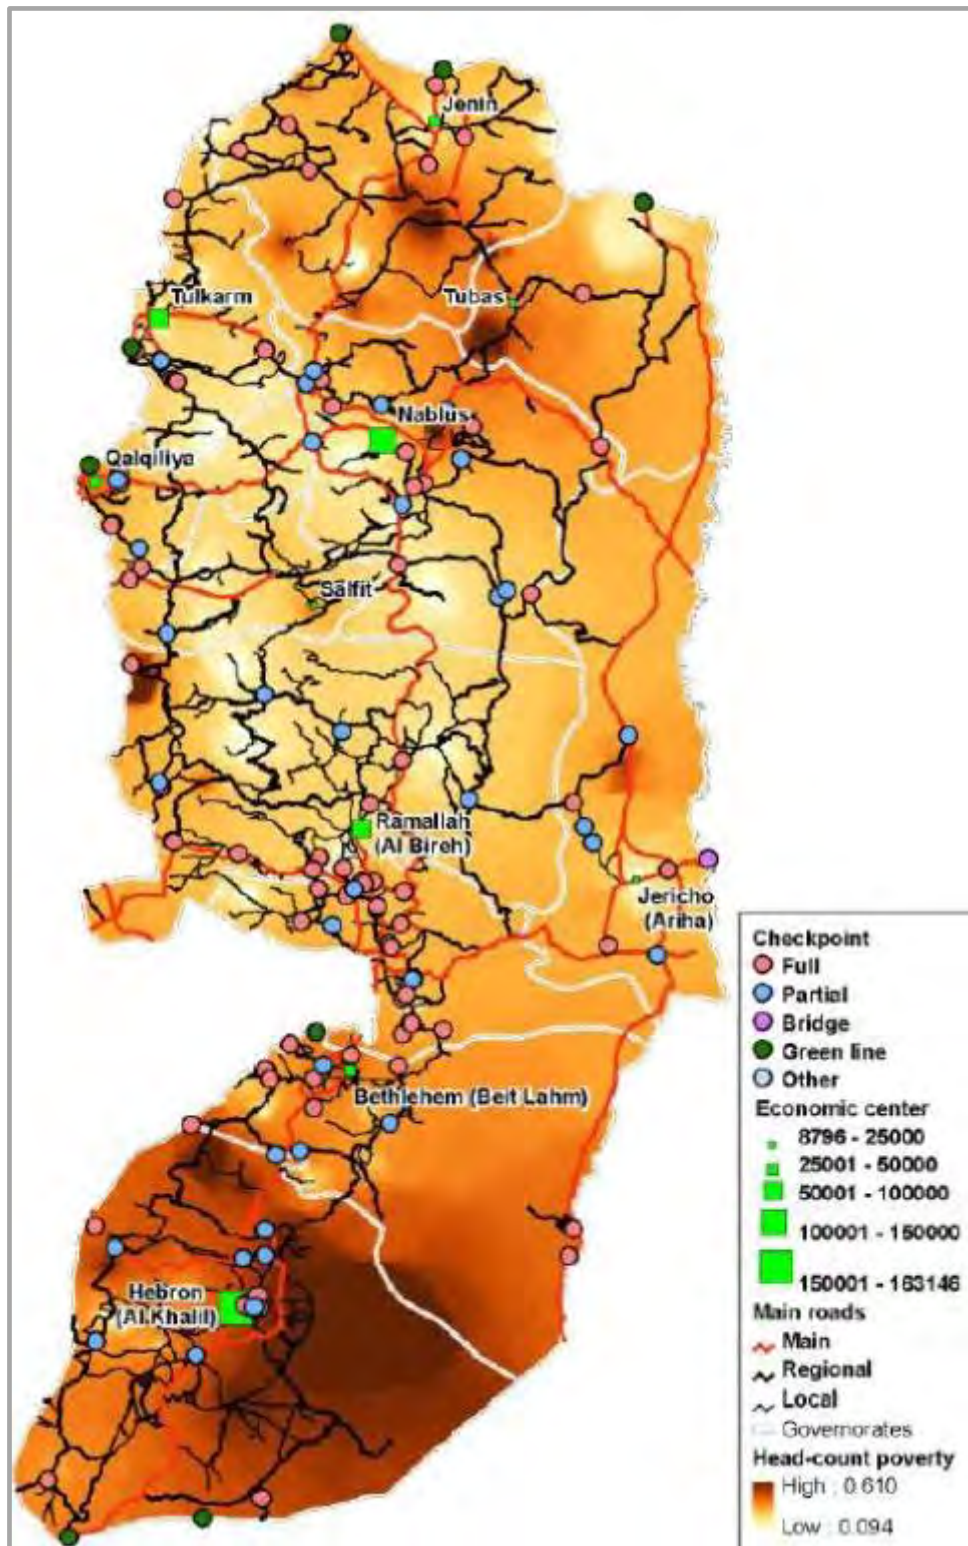 Jenin
Tulkarm
Tubas
Nablus
Qalqiliya
Salfit
Ramallah
(Al Bireh)
Jericho
(Ariha)
Bethlehem (Beit Lahm)
Hebron
(Al Khalil)
Checkpoint
Full
Partial
Bridge
Green line
Other
Economic center
8796 - 25000
25001 - 50000
50001 - 100000
100001 - 150000
150001 - 163146
Main roads
Main
Regional
Local
Governorates
Head-count poverty
High : 0.610
Low : 0.094